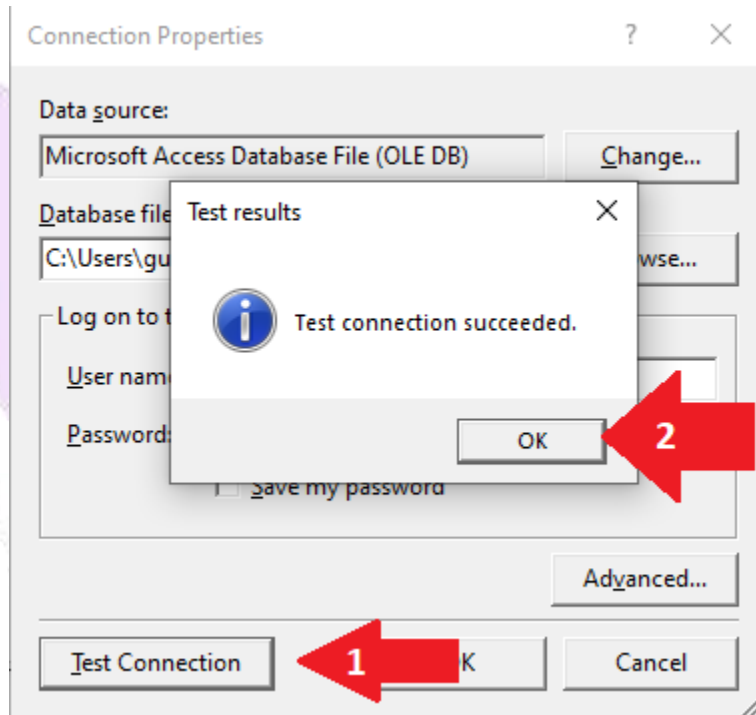 Connection Properties
Data source:
Microsoft Access Database File (OLE DB)
Change...
Database file
Test results
C:\Users\gu
wse...
Log on to t
Test connection succeeded.
User nam
OK
2
Password:
Save my password
Advanced...
Test Connection
1
K
Cancel